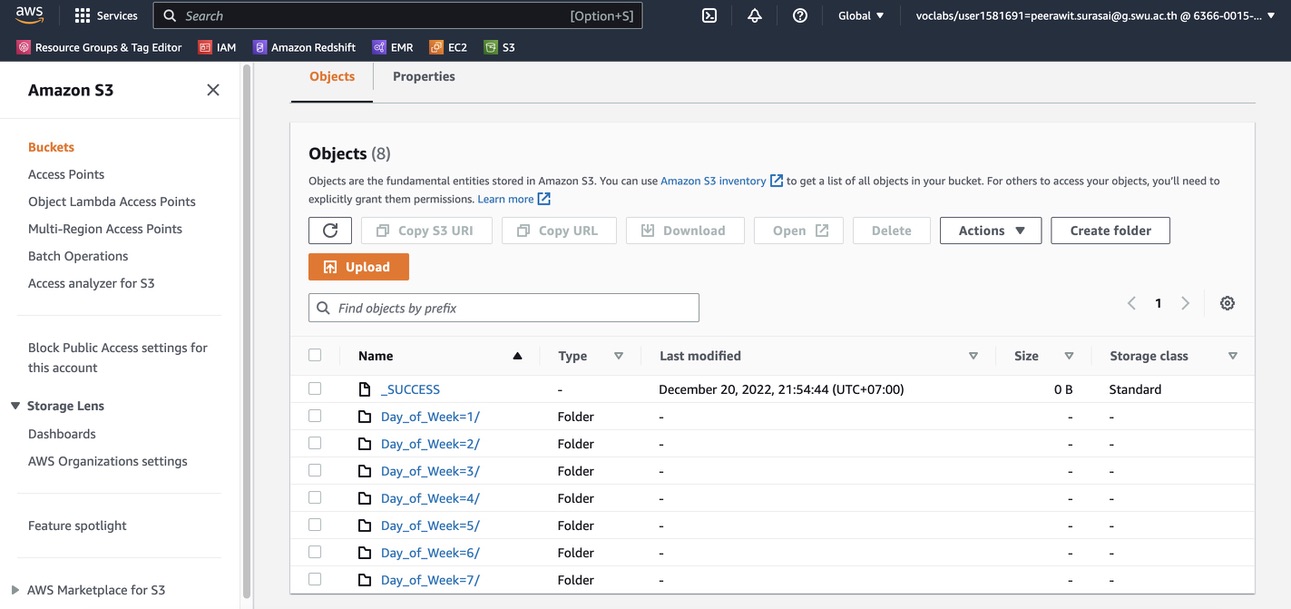 aws
Services
Search
[Option+S]
Global
voclabs/user1581691=peerawit.surasai@g.swu.ac.th @ 6366-0015-...
Resource Groups & Tag Editor
IAM
Amazon Redshift
EMR
EC2
S3
Amazon S3
Buckets
Access Points
Object Lambda Access Points
Multi-Region Access Points
Batch Operations
Access analyzer for S3
Block Public Access settings for
this account
Storage Lens
Dashboards
AWS Organizations settings
Feature spotlight
AWS Marketplace for S3
Objects
Properties
Objects (8)
Objects are the fundamental entities stored in Amazon S3. You can use Amazon S3 inventory to get a list of all objects in your bucket. For others to access your objects, you'll need to
explicitly grant them permissions. Learn more
Copy S3 URI
Copy URL
Download
Open
Delete
Actions
Create folder
Upload
Find objects by prefix
1
Name Type Last modified Size Storage class
_SUCCESS - December 20, 2022, 21:54:44 (UTC+07:00) 0 B Standard
Day_of_Week=1/ Folder - - -
Day_of_Week=2/ Folder - - -
Day_of_Week=3/ Folder - - -
Day_of_Week=4/ Folder - - -
Day_of_Week=5/ Folder - - -
Day_of_Week=6/ Folder - - -
Day_of_Week=7/ Folder - - -